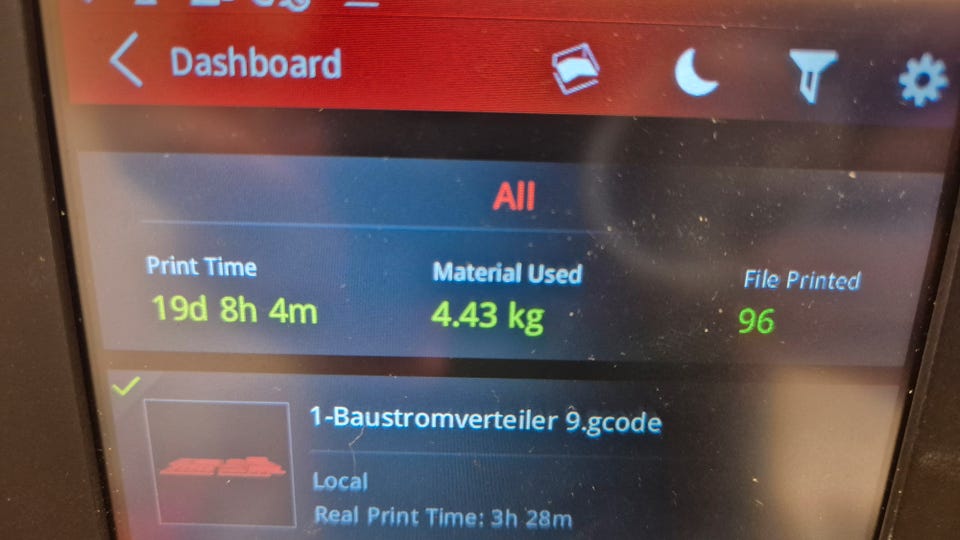 Dashboard
All
Print Time
Material Used
File Printed
19d 8h 4m
4.43 kg
96
1-Baustromverteiler 9.gcode
Local
Real Print Time: 3h 28m